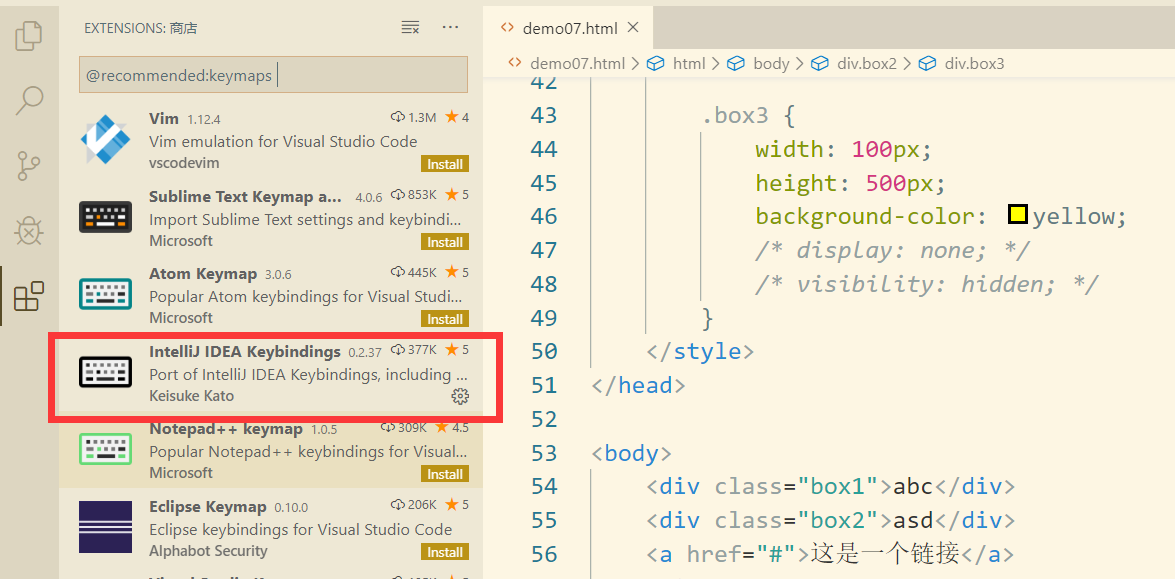 EXTENSIONS: 商店
@recommended:keymaps
Vim 1.12.4 1.3M 4
Vim emulation for Visual Studio Code
vscodevim
Install
Sublime Text Keymap a... 4.0.6 853K 5
Import Sublime Text settings and keybindi...
Microsoft
Install
Atom Keymap 3.0.6 445K 5
Popular Atom keybindings for Visual Studi...
Microsoft
Install
IntelliJ IDEA Keybindings 0.2.37 377K 5
Port of IntelliJ IDEA Keybindings, including ...
Keisuke Kato
Notepad++ keymap 1.0.5 309K 4.5
Popular Notepad++ keybindings for Visual...
Microsoft
Install
Eclipse Keymap 0.10.0 206K 5
Eclipse keybindings for Visual Studio Code
Alphabot Security
Install
demo07.html
demo07.html > html > body > div.box2 > div.box3
42
43 .box3 {
44 width: 100px;
45 height: 500px;
46 background-color: yellow;
47 /* display: none; */
48 /* visibility: hidden; */
49 }
50 </style>
51 </head>
52
53 <body>
54 <div class="box1">abc</div>
55 <div class="box2">asd</div>
56 <a href="#">这是一个链接</a>